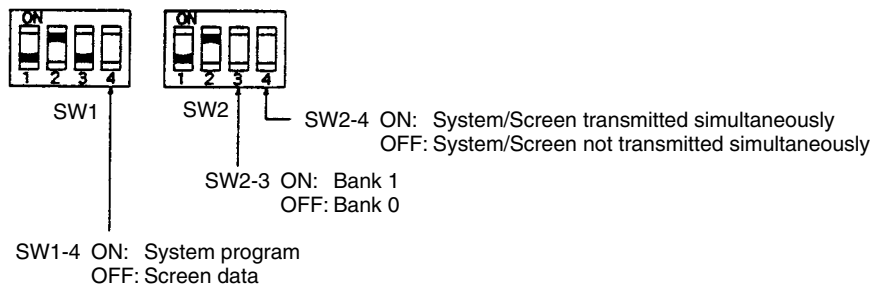 ON ON
1 2 3 4 1 2 3 4
SW1 SW2
SW2-4 ON: System/Screen transmitted simultaneously
OFF: System/Screen not transmitted simultaneously
SW2-3 ON: Bank 1
OFF: Bank 0
SW1-4 ON: System program
OFF: Screen data